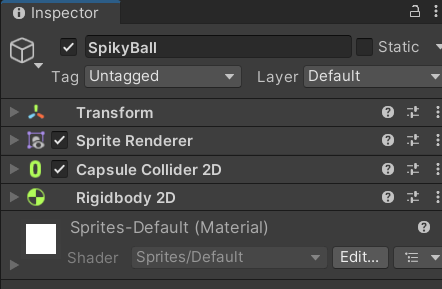 Inspector
SpikyBall Static
Tag Untagged Layer Default
Transform
Sprite Renderer
Capsule Collider 2D
Rigidbody 2D
Sprites-Default (Material)
Shader Sprites/Default Edit...